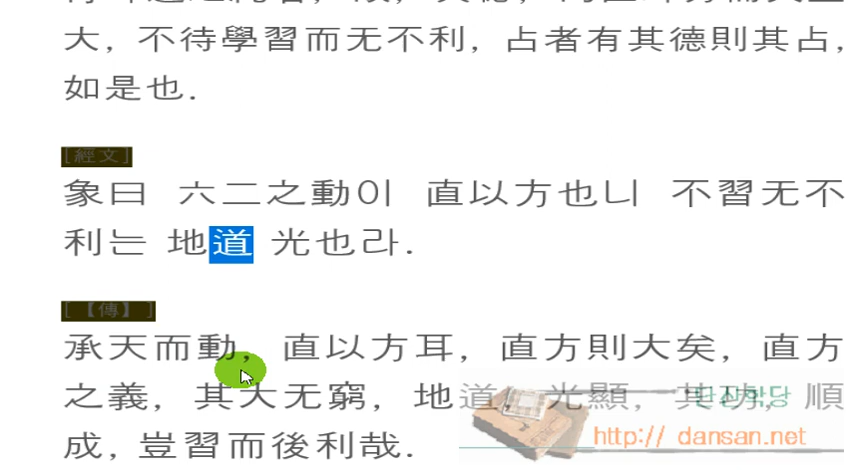 大, 不待學習而无不利, 占者有其德則其占,
如是也.
[經文]
象曰 六二之動이 直以方也니 不習无不
利는 地道 光也라.
[【傳】]
承天而動, 直以方耳, 直方則大矣, 直方
之義, 其大无窮, 地道 光顯, 其功, 順
成, 豈習而後利哉.
http:// dansan.net